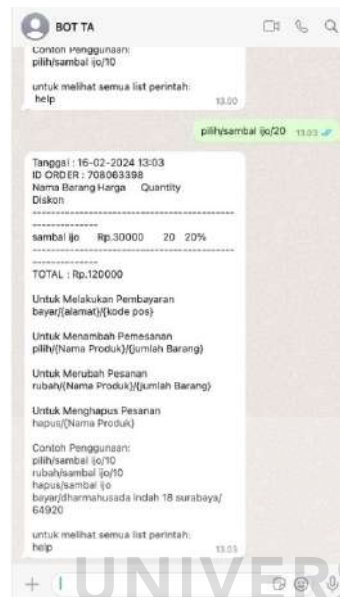 BOT TA
Contoh Penggunaan:
pilih/sambal ijo/10
untuk melihat semua list perintah:
help
13.00
pilih/sambal ijo/20 13.03
Tanggal : 16-02-2024 13:03
ID ORDER : 708063398
Nama Barang Harga Quantity
Diskon
------------------------------------------
--------------
sambal ijo Rp.30000 20 20%
------------------------------------------
--------------
TOTAL : Rp.120000
Untuk Melakukan Pembayaran
bayar/{alamat}/{kode pos}
Untuk Menambah Pemesanan
pilih/{Nama Produk}/{jumlah Barang}
Untuk Merubah Pesanan
rubah/{Nama Produk}/{jumlah Barang}
Untuk Menghapus Pesanan
hapus/{Nama Produk}
Contoh Penggunaan:
pilih/sambal ijo/10
rubah/sambal ijo/10
hapus/sambal ijo
bayar/dharmahusada indah 18 surabaya/
64920
untuk melihat semua list perintah:
help
13.03
UNIVER